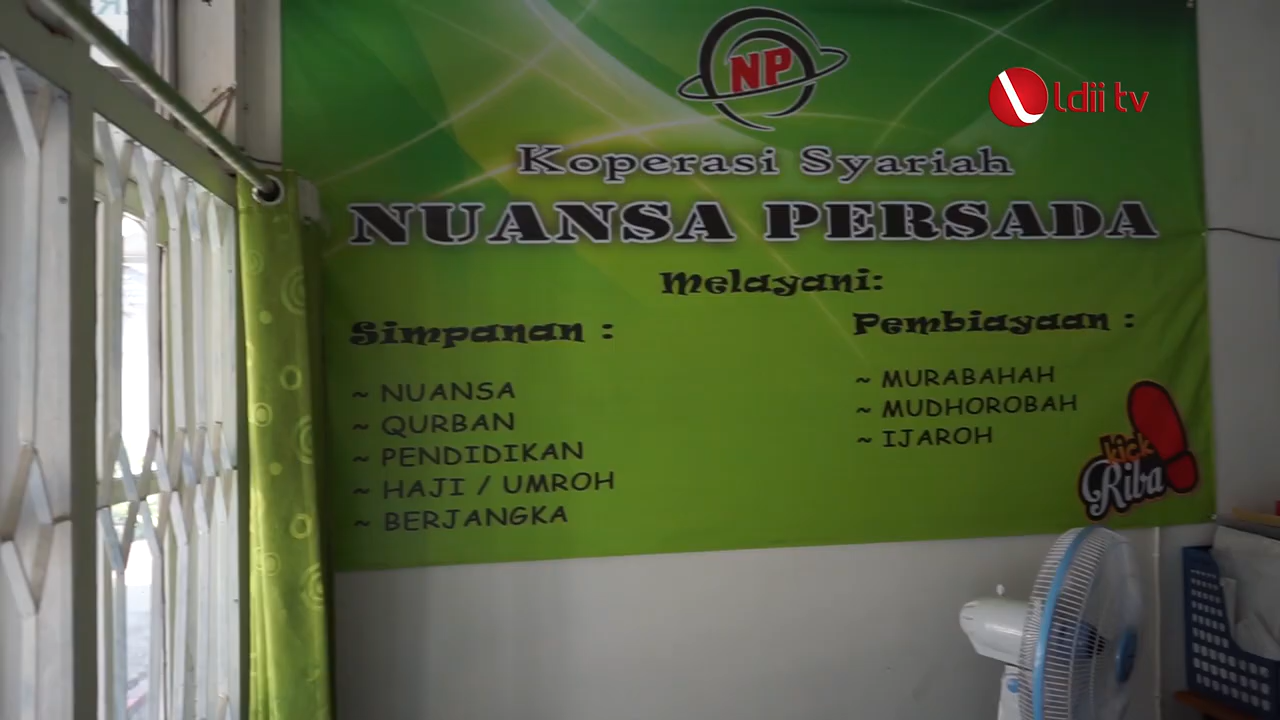 NP
Ldii tv
Koperasi Syariah
NUANSA PERSADA
Melayani:
Simpanan :
~ NUANSA
~ QURBAN
~ PENDIDIKAN
~ HAJI / UMROH
~ BERJANGKA
Pembiayaan :
~ MURABAHAH
~ MUDHOROBAH
~ IJAROH
kick
Riba